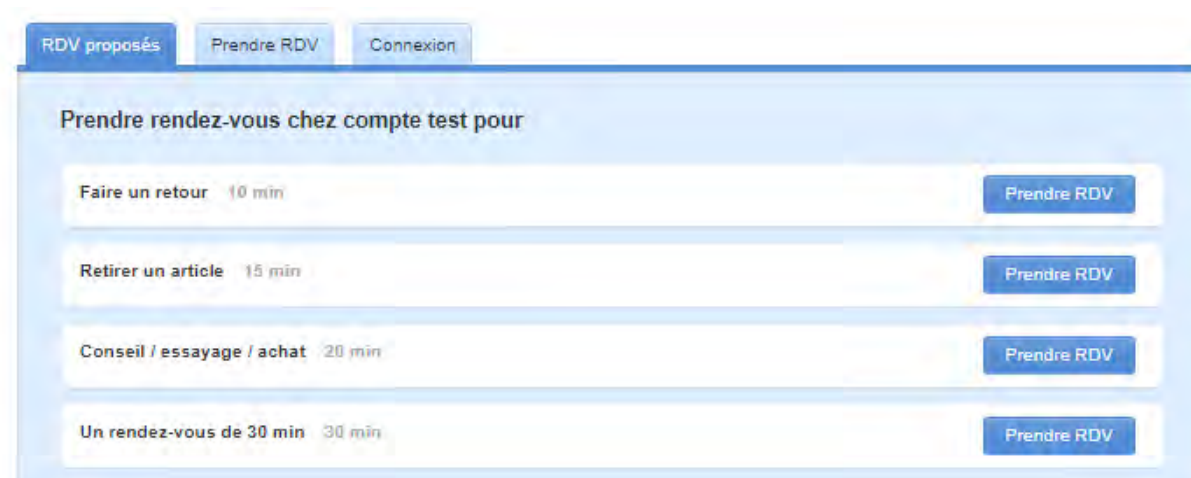 RDV proposés Prendre RDV Connexion
Prendre rendez-vous chez compte test pour
Faire un retour 10 min Prendre RDV
Retirer un article 15 min Prendre RDV
Conseil / essayage / achat 20 min Prendre RDV
Un rendez-vous de 30 min 30 min Prendre RDV